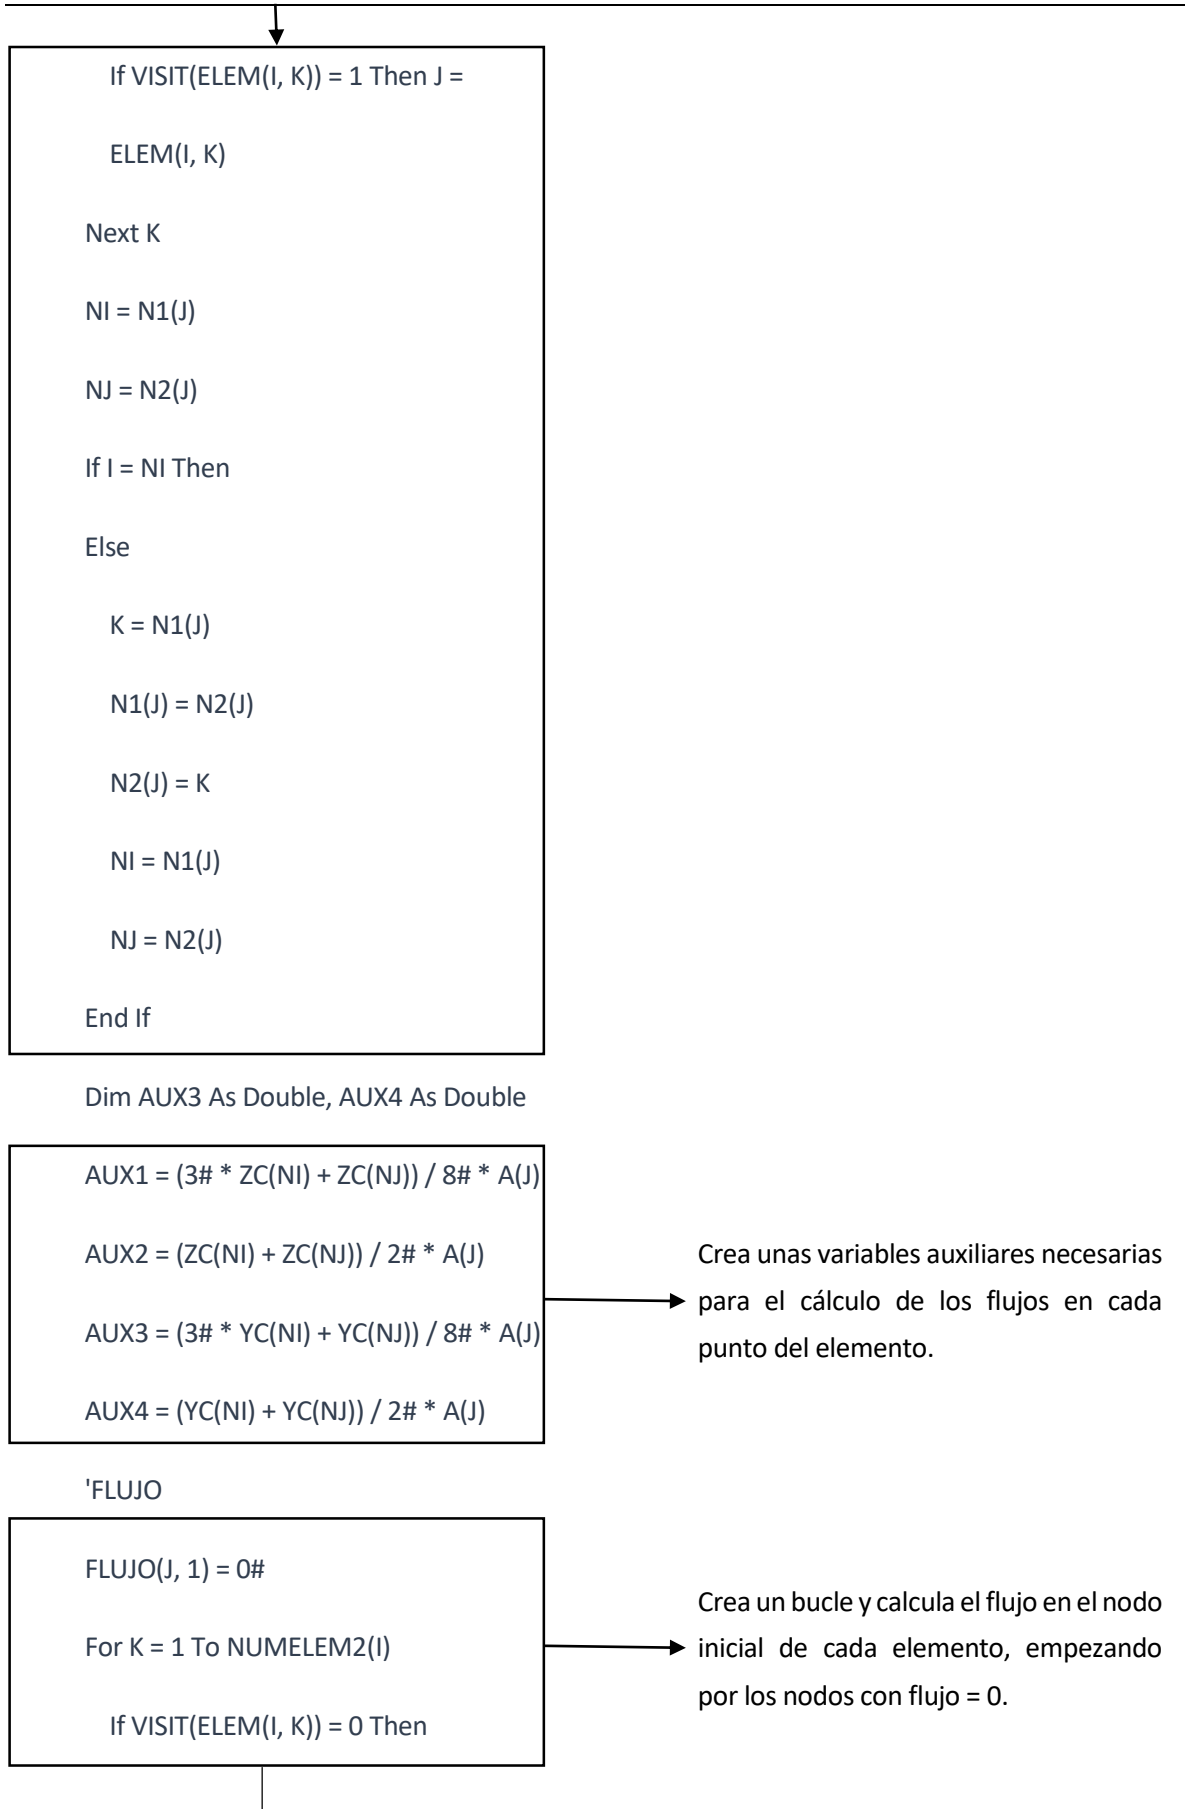 If VISIT(ELEM(I, K)) = 1 Then J =
ELEM(I, K)
Next K
NI = N1(J)
NJ = N2(J)
If I = NI Then
Else
K = N1(J)
N1(J) = N2(J)
N2(J) = K
NI = N1(J)
NJ = N2(J)
End If
Dim AUX3 As Double, AUX4 As Double
AUX1 = (3# * ZC(NI) + ZC(NJ)) / 8# * A(J)
AUX2 = (ZC(NI) + ZC(NJ)) / 2# * A(J)
AUX3 = (3# * YC(NI) + YC(NJ)) / 8# * A(J)
AUX4 = (YC(NI) + YC(NJ)) / 2# * A(J)
Crea unas variables auxiliares necesarias
para el cálculo de los flujos en cada
punto del elemento.
'FLUJO
FLUJO(J, 1) = 0#
For K = 1 To NUMELEM2(I)
If VISIT(ELEM(I, K)) = 0 Then
Crea un bucle y calcula el flujo en el nodo
inicial de cada elemento, empezando
por los nodos con flujo = 0.